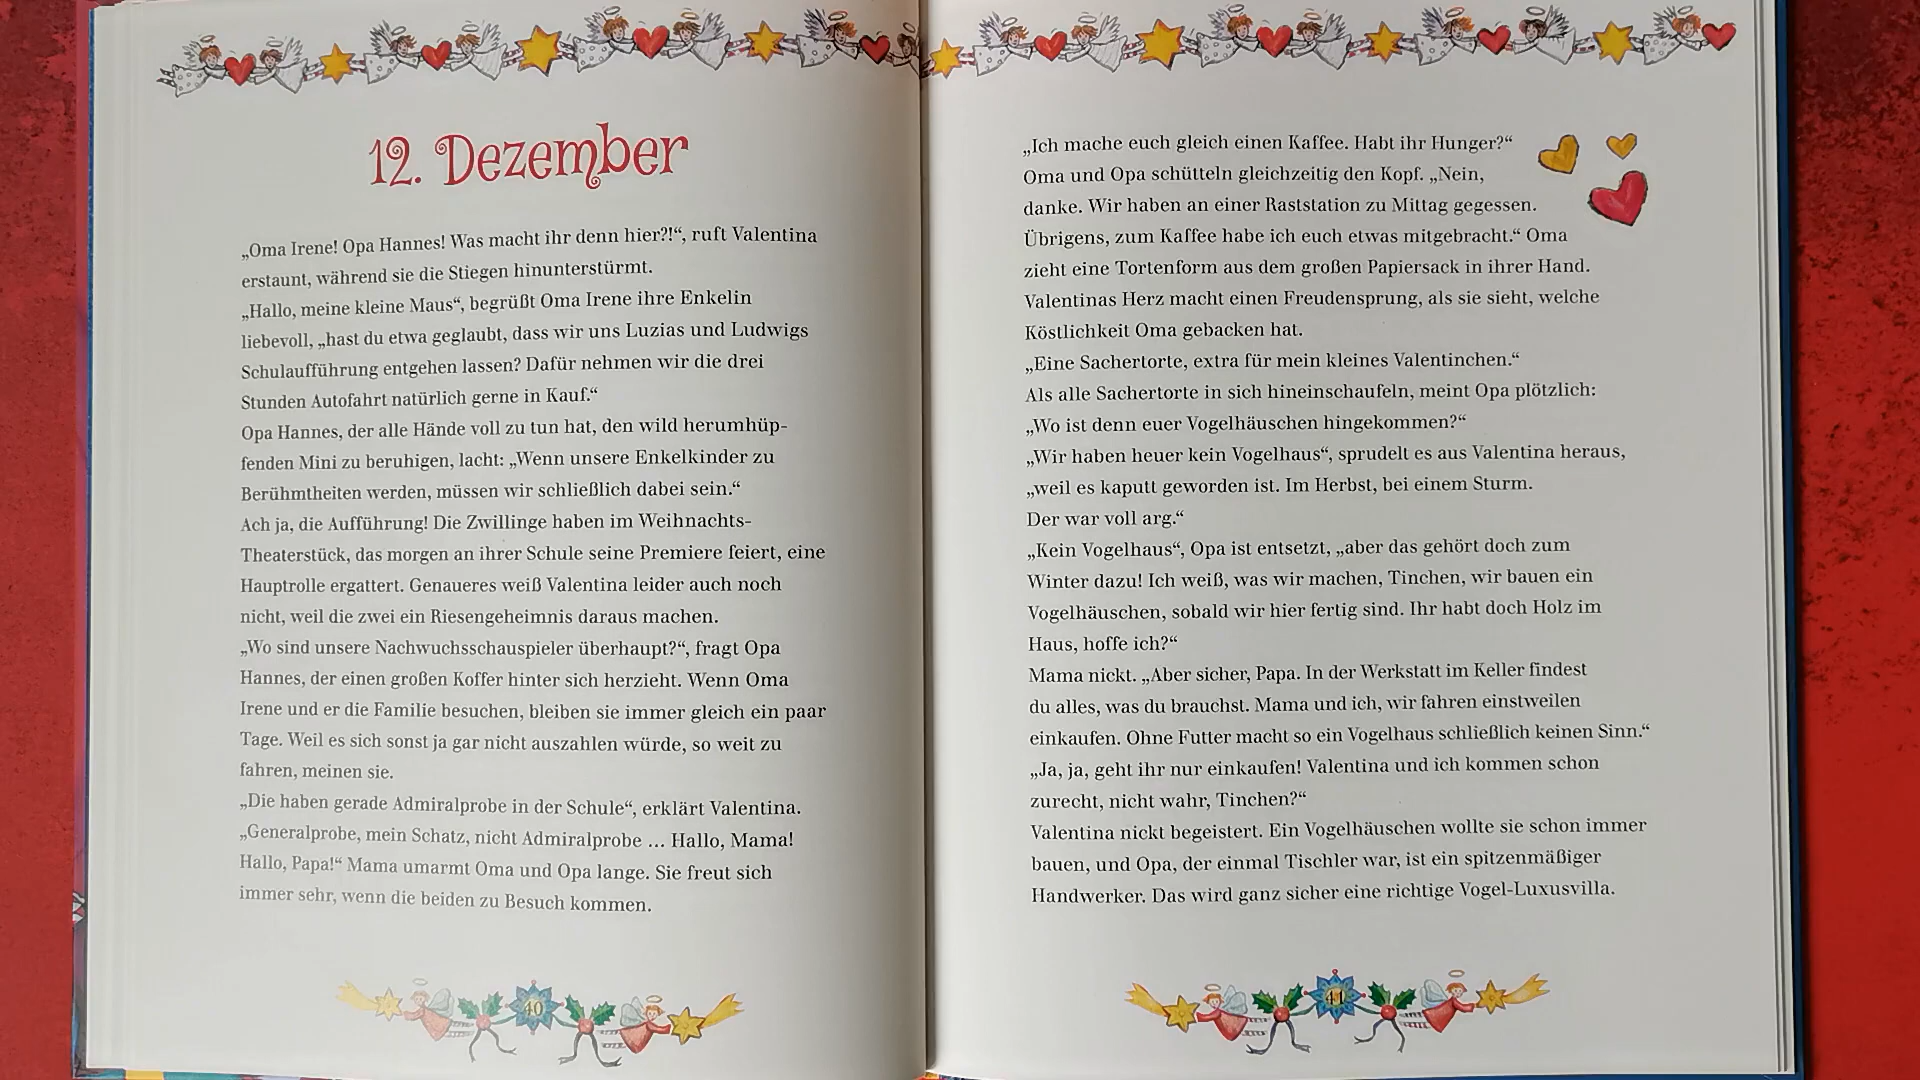 12. Dezember
„Oma Irene! Opa Hannes! Was macht ihr denn hier?!“, ruft Valentina
erstaunt, während sie die Stiegen hinunterstürmt.
„Hallo, meine kleine Maus“, begrüßt Oma Irene ihre Enkelin
liebevoll, „hast du etwa geglaubt, dass wir uns Luzias und Ludwigs
Schulaufführung entgehen lassen? Dafür nehmen wir die drei
Stunden Autofahrt natürlich gerne in Kauf.“
Opa Hannes, der alle Hände voll zu tun hat, den wild herumhüp-
fenden Mini zu beruhigen, lacht: „Wenn unsere Enkelkinder zu
Berühmtheiten werden, müssen wir schließlich dabei sein.“
Ach ja, die Aufführung! Die Zwillinge haben im Weihnachts-
Theaterstück, das morgen an ihrer Schule seine Premiere feiert, eine
Hauptrolle ergattert. Genaueres weiß Valentina leider auch noch
nicht, weil die zwei ein Riesengeheimnis daraus machen.
„Wo sind unsere Nachwuchsschauspieler überhaupt?“, fragt Opa
Hannes, der einen großen Koffer hinter sich herzieht. Wenn Oma
Irene und er die Familie besuchen, bleiben sie immer gleich ein paar
Tage. Weil es sich sonst ja gar nicht auszahlen würde, so weit zu
fahren, meinen sie.
„Die haben gerade Admiralprobe in der Schule“, erklärt Valentina.
„Generalprobe, mein Schatz, nicht Admiralprobe … Hallo, Mama!
Hallo, Papa!“ Mama umarmt Oma und Opa lange. Sie freut sich
immer sehr, wenn die beiden zu Besuch kommen.
40
„Ich mache euch gleich einen Kaffee. Habt ihr Hunger?“
Oma und Opa schütteln gleichzeitig den Kopf. „Nein,
danke. Wir haben an einer Raststation zu Mittag gegessen.
Übrigens, zum Kaffee habe ich euch etwas mitgebracht.“ Oma
zieht eine Tortenform aus dem großen Papiersack in ihrer Hand.
Valentinas Herz macht einen Freudensprung, als sie sieht, welche
Köstlichkeit Oma gebacken hat.
„Eine Sachertorte, extra für mein kleines Valentinchen.“
Als alle Sachertorte in sich hineinschaufeln, meint Opa plötzlich:
„Wo ist denn euer Vogelhäuschen hingekommen?“
„Wir haben heuer kein Vogelhaus“, sprudelt es aus Valentina heraus,
„weil es kaputt geworden ist. Im Herbst, bei einem Sturm.
Der war voll arg.“
„Kein Vogelhaus“, Opa ist entsetzt, „aber das gehört doch zum
Winter dazu! Ich weiß, was wir machen, Tinchen, wir bauen ein
Vogelhäuschen, sobald wir hier fertig sind. Ihr habt doch Holz im
Haus, hoffe ich?“
Mama nickt. „Aber sicher, Papa. In der Werkstatt im Keller findest
du alles, was du brauchst. Mama und ich, wir fahren einstweilen
einkaufen. Ohne Futter macht so ein Vogelhaus schließlich keinen Sinn.“
„Ja, ja, geht ihr nur einkaufen! Valentina und ich kommen schon
zurecht, nicht wahr, Tinchen?“
Valentina nickt begeistert. Ein Vogelhäuschen wollte sie schon immer
bauen, und Opa, der einmal Tischler war, ist ein spitzenmäßiger
Handwerker. Das wird ganz sicher eine richtige Vogel-Luxusvilla.
41